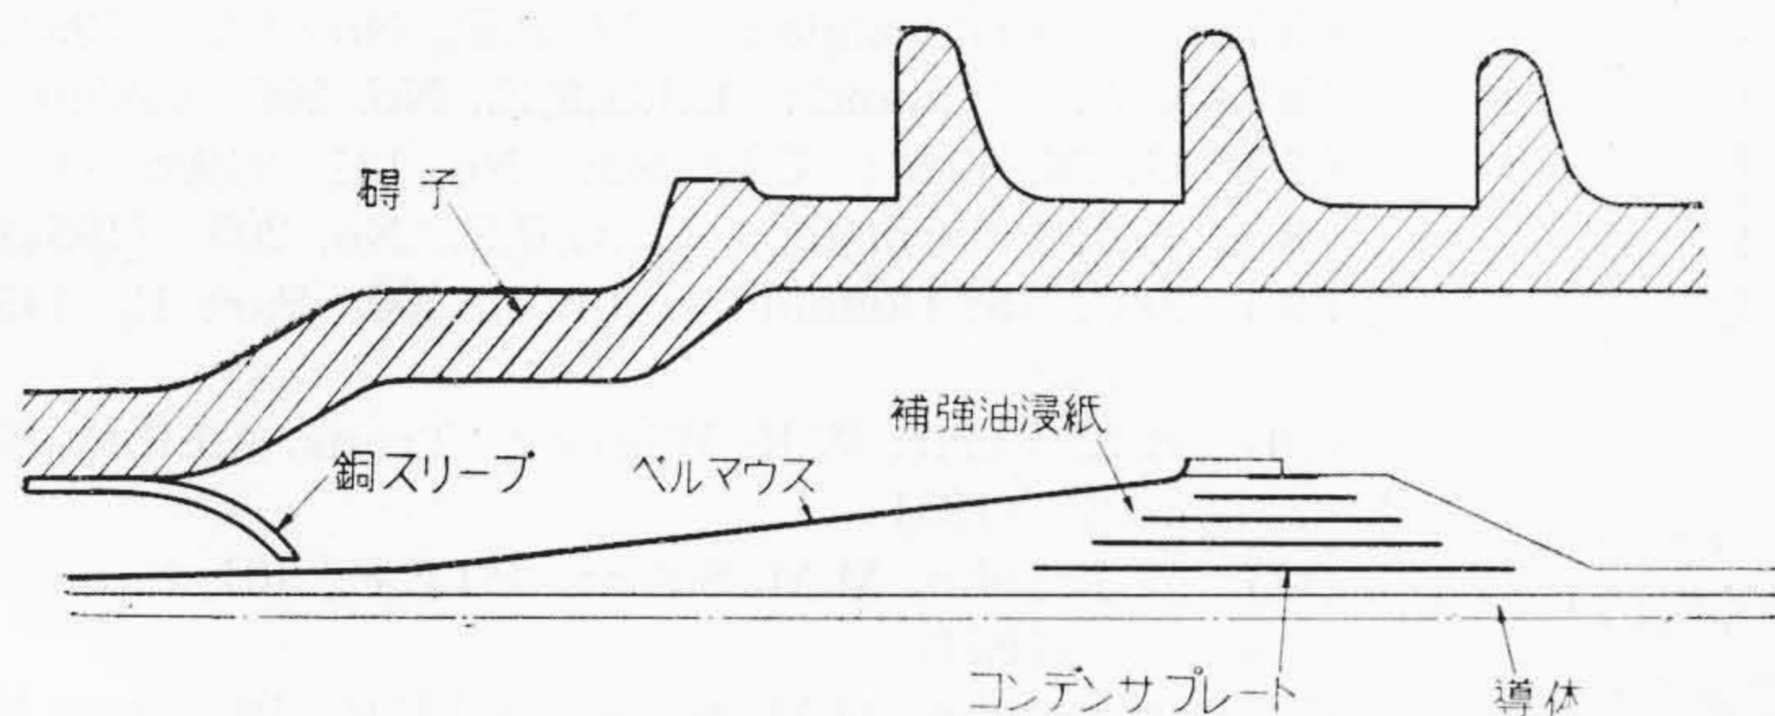 碍子
補強油浸紙
銅スリーブ
ベルマウス
コンデンサプレート
導体